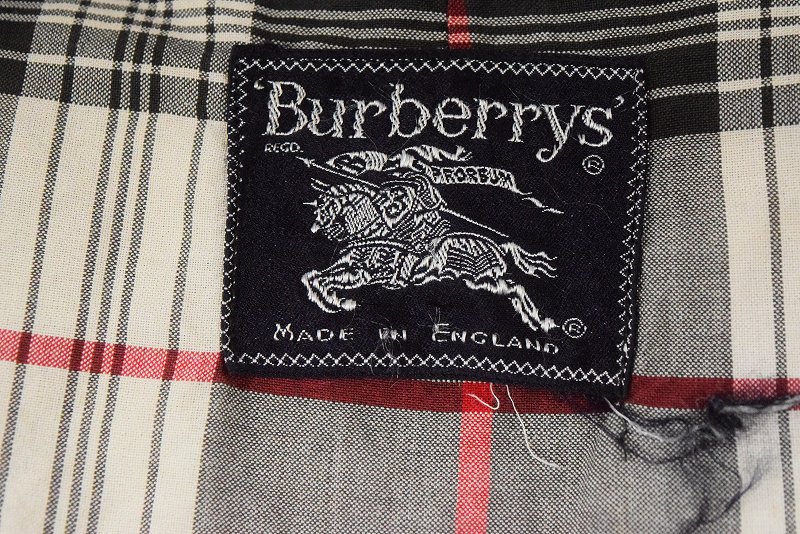 'Burberrys'
REGD. ®
PRORSUM
®
MADE IN ENGLAND